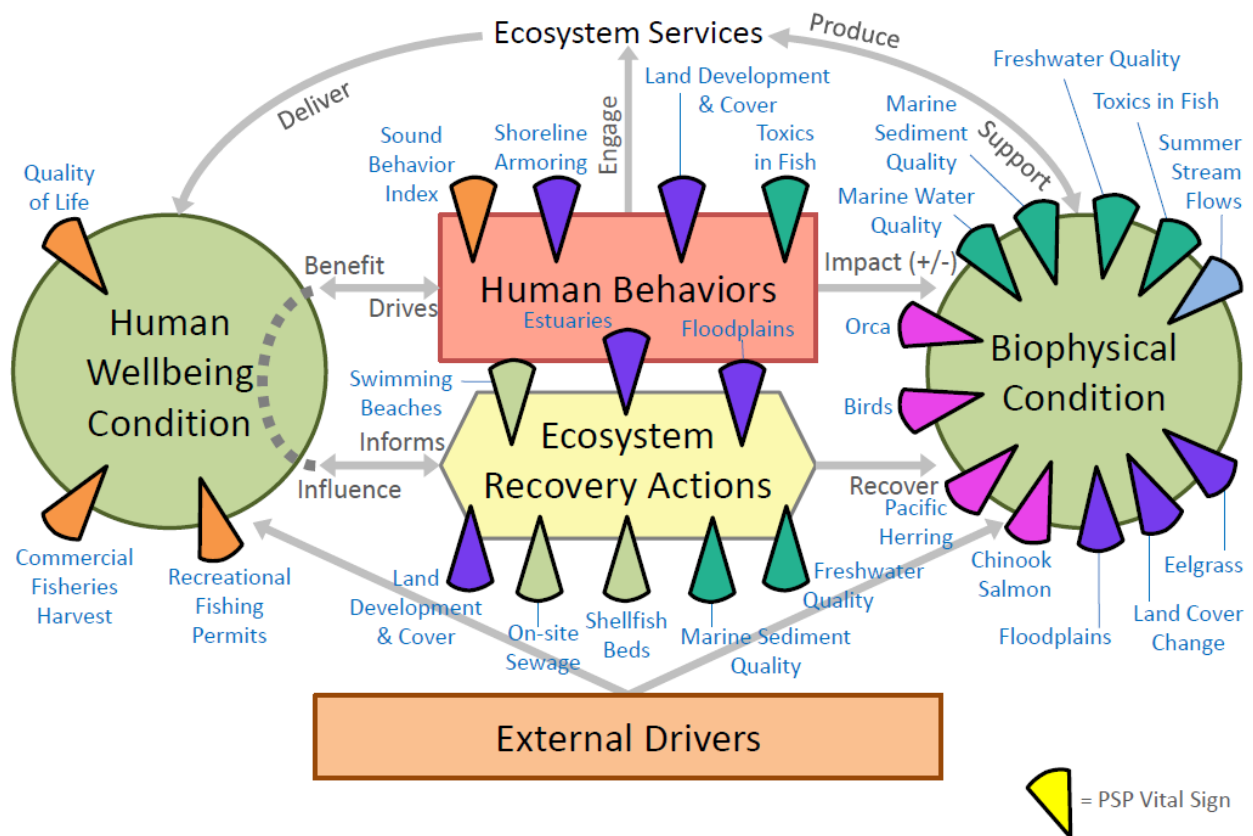 Ecosystem Services
Produce
Deliver
Engage
Support
Land Development
& Cover
Freshwater Quality
Marine
Sediment
Quality
Toxics in Fish
Summer
Stream
Flows
Sound
Behavior
Index
Shoreline
Armoring
Toxics
in Fish
Quality
of Life
Marine Water
Quality
Benefit
Drives
Human Behaviors
Impact (+/-)
Estuaries
Floodplains
Orca
Human
Wellbeing
Condition
Biophysical
Condition
Swimming
Beaches
Birds
Informs
Influence
Ecosystem
Recovery Actions
Recover
Pacific
Herring
Chinook
Salmon
Eelgrass
Floodplains
Land Cover
Change
Commercial
Fisheries
Harvest
Recreational
Fishing
Permits
Land
Development
& Cover
On-site
Sewage
Shellfish
Beds
Marine Sediment
Quality
Freshwater
Quality
External Drivers
= PSP Vital Sign